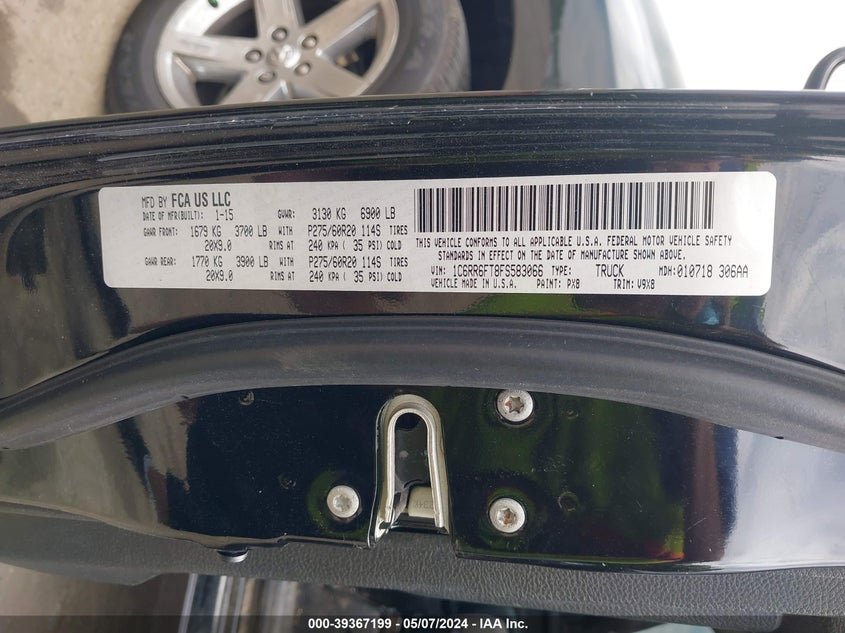 MFD BY FCA US LLC
DATE OF MFR(BUILT): 1-15 GVWR: 3130 KG 6900 LB
GAWR FRONT: 1679 KG 3700 LB WITH P275/60R20 114S TIRES
20X9.0 RIMS AT 240 KPA ( 35 PSI) COLD
GAWR REAR: 1770 KG 3900 LB WITH P275/60R20 114S TIRES
20X9.0 RIMS AT 240 KPA ( 35 PSI) COLD
THIS VEHICLE CONFORMS TO ALL APPLICABLE U.S.A. FEDERAL MOTOR VEHICLE SAFETY
STANDARDS IN EFFECT ON THE DATE OF MANUFACTURE SHOWN ABOVE.
VIN: 1C6RR6FT8FS583066 TYPE: TRUCK MDH: 010718 306AA
VEHICLE MADE IN U.S.A. PAINT: PX8 TRIM: V9X8
000-39367199 - 05/07/2024 - IAA Inc.